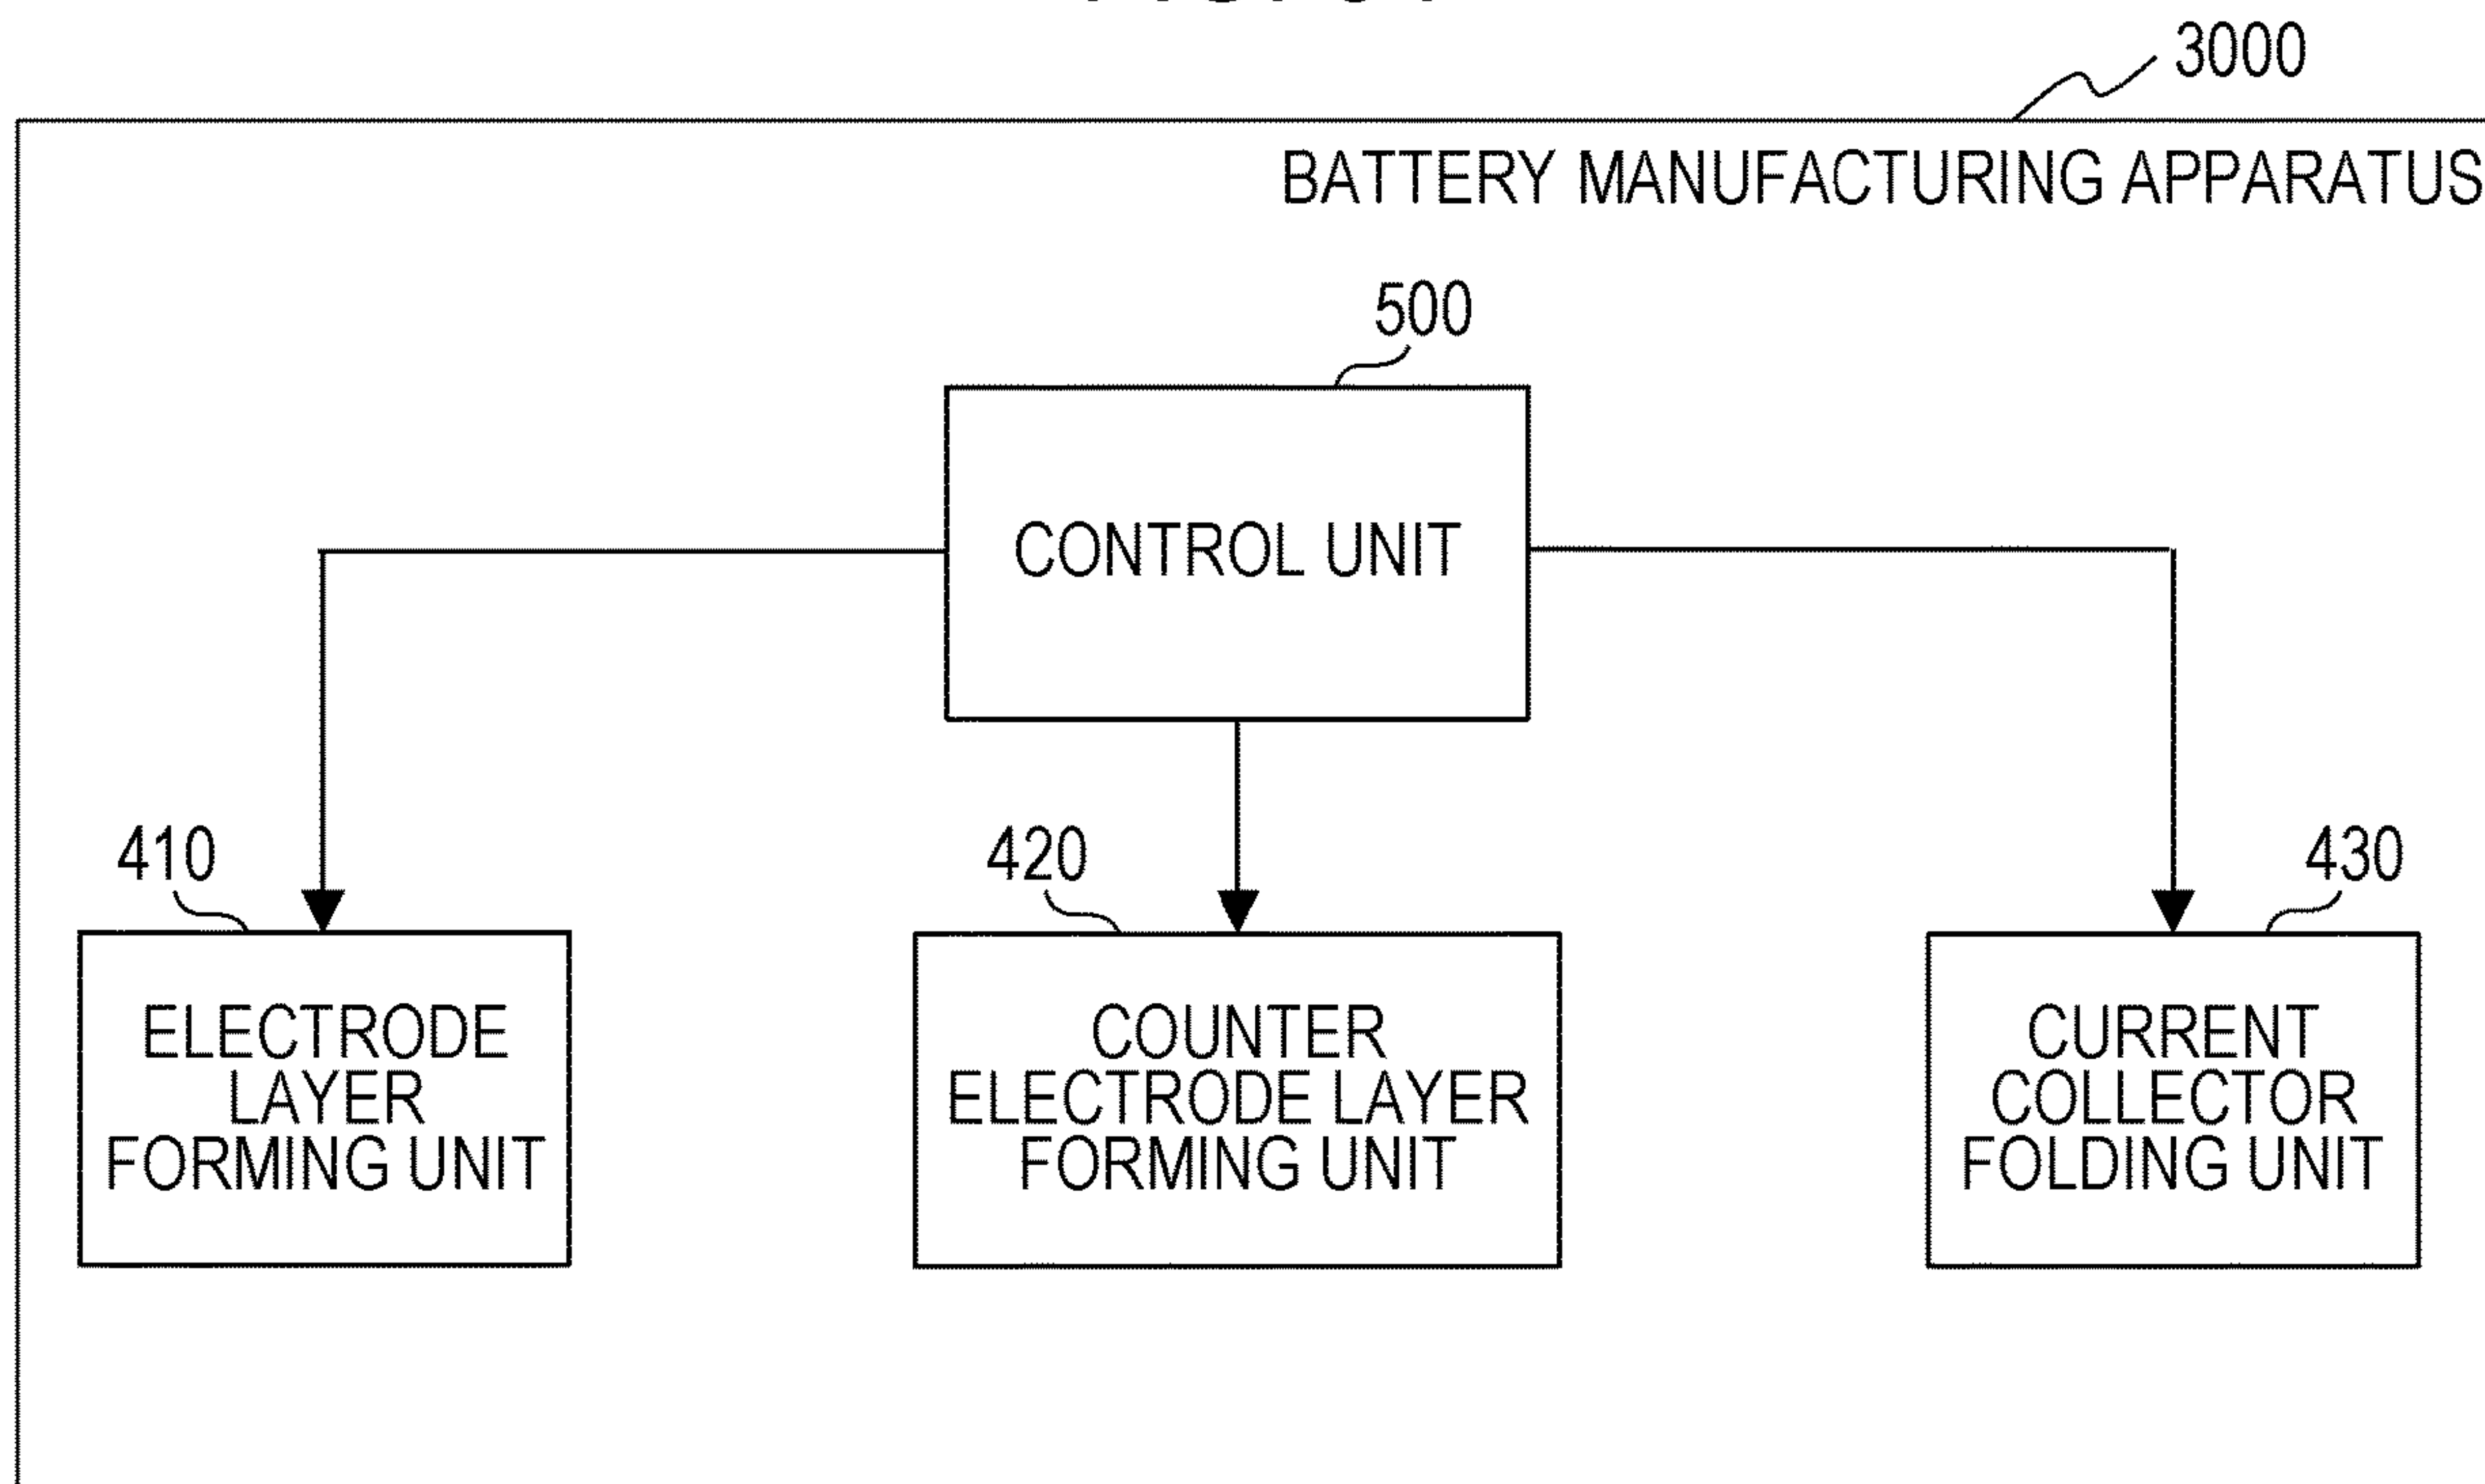 3000
BATTERY MANUFACTURING APPARATUS
500
CONTROL UNIT
410
420
430
ELECTRODE
LAYER
FORMING UNIT
COUNTER
ELECTRODE LAYER
FORMING UNIT
CURRENT
COLLECTOR
FOLDING UNIT